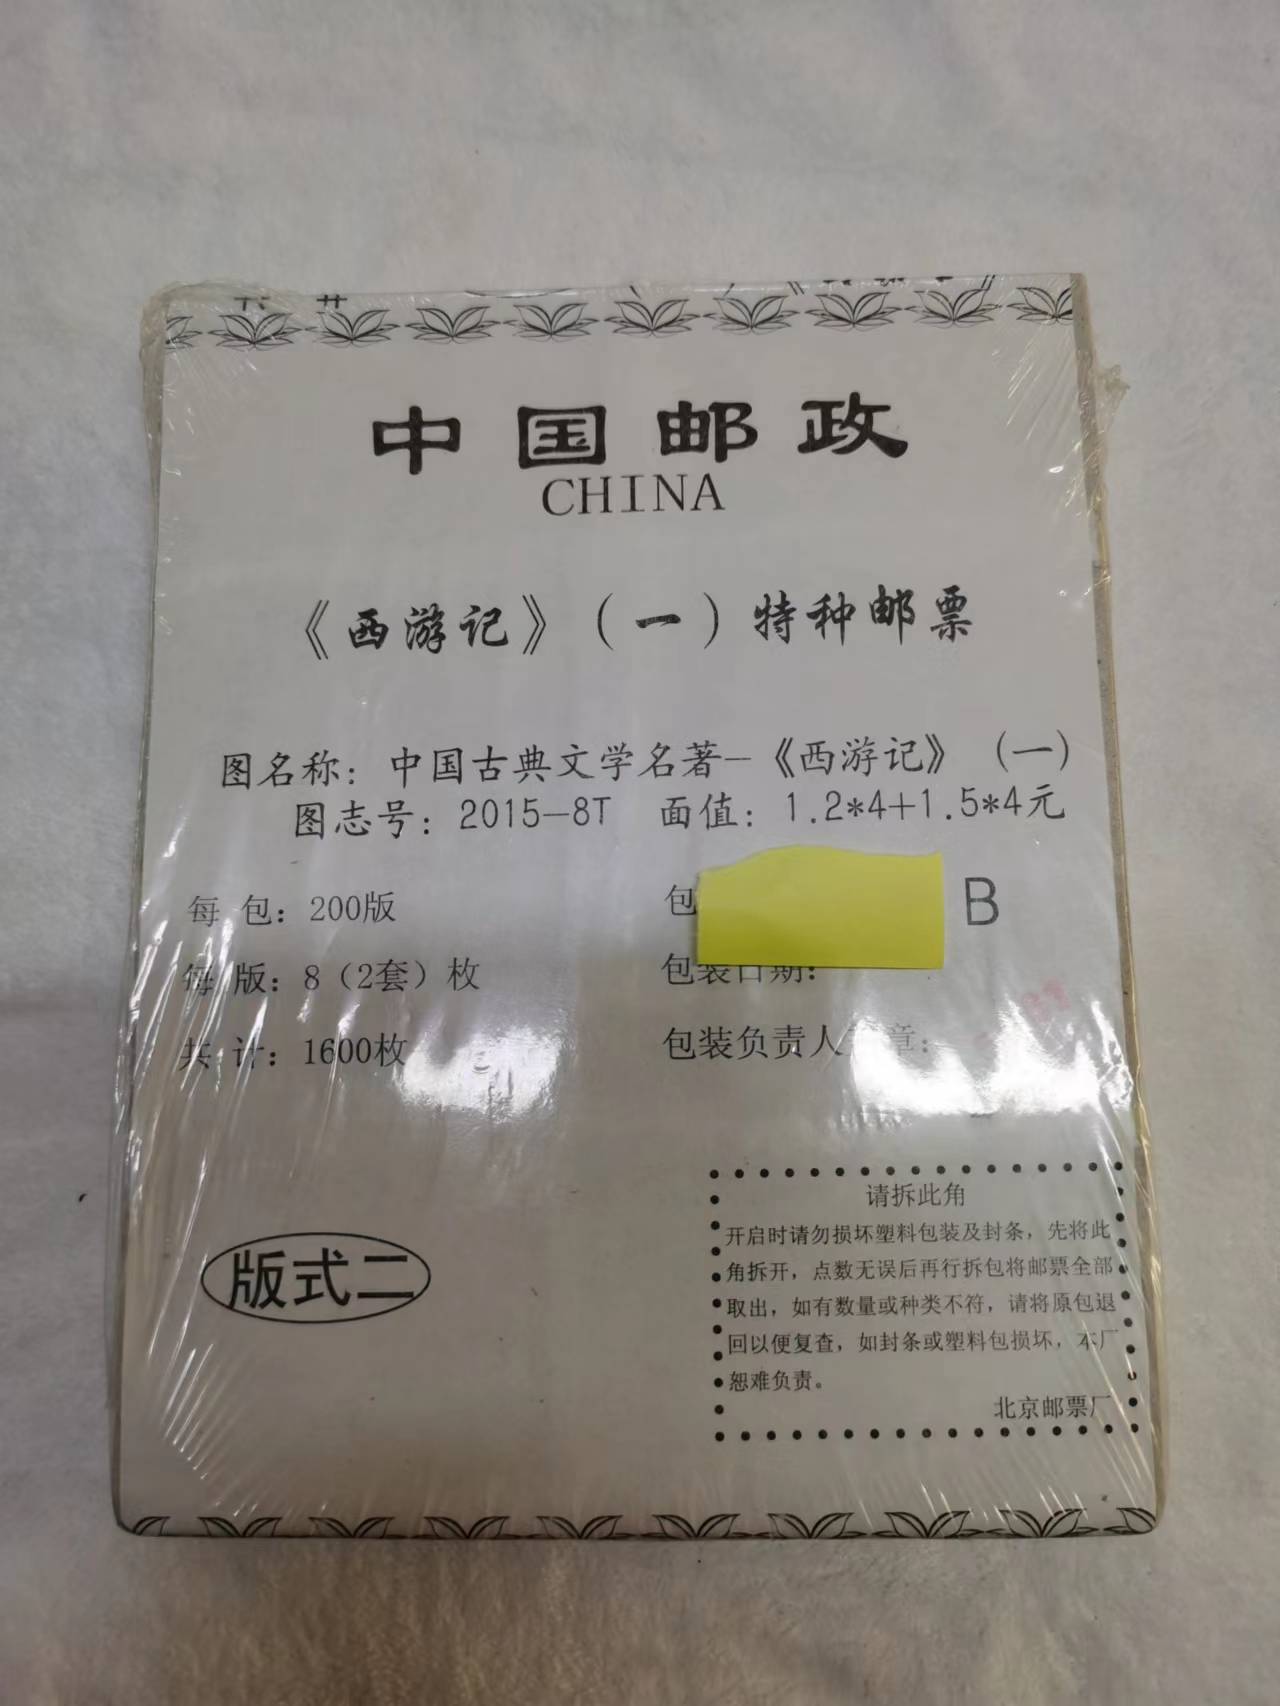 中国邮政
CHINA
《西游记》（一）特种邮票
图名称：中国古典文学名著—《西游记》（一）
图志号：2015-8T 面值：1.2*4+1.5*4元
每 包：200版 包 B
每 版：8（2套）枚 包装日期：
共 计：1600枚 包装负责人 章：
版式二
请拆此角
开启时请勿损坏塑料包装及封条，先将此
角拆开，点数无误后再行拆包将邮票全部
取出，如有数量或种类不符，请将原包退
回以便复查，如封条或塑料包损坏，本厂
恕难负责。
北京邮票厂